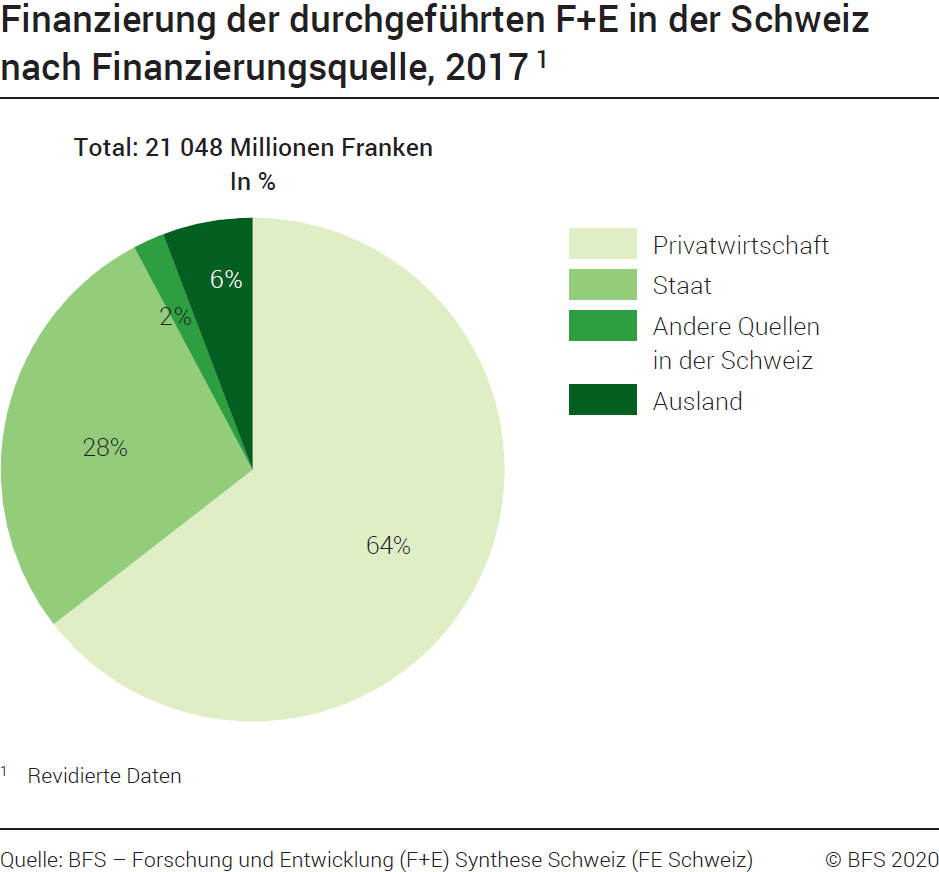 Finanzierung der durchgeführten F+E in der Schweiz
nach Finanzierungsquelle, 2017 ¹
Total: 21 048 Millionen Franken
In %
6%
2%
28%
64%
Privatwirtschaft
Staat
Andere Quellen
in der Schweiz
Ausland
¹ Revidierte Daten
Quelle: BFS – Forschung und Entwicklung (F+E) Synthese Schweiz (FE Schweiz) © BFS 2020